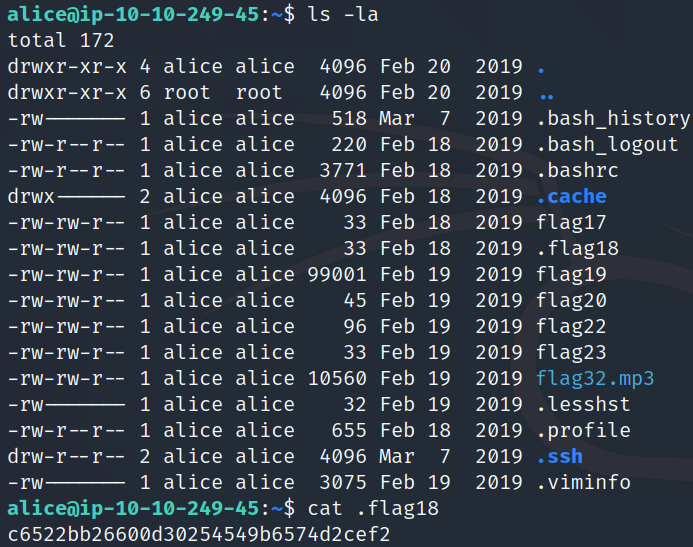 alice@ip-10-10-249-45:~$ ls -la
total 172
drwxr-xr-x 4 alice alice  4096 Feb 20  2019 .
drwxr-xr-x 6 root  root   4096 Feb 20  2019 ..
-rw------- 1 alice alice   518 Mar  7  2019 .bash_history
-rw-r--r-- 1 alice alice   220 Feb 18  2019 .bash_logout
-rw-r--r-- 1 alice alice  3771 Feb 18  2019 .bashrc
drwx------ 2 alice alice  4096 Feb 18  2019 .cache
-rw-rw-r-- 1 alice alice    33 Feb 18  2019 flag17
-rw-rw-r-- 1 alice alice    33 Feb 18  2019 .flag18
-rw-rw-r-- 1 alice alice 99001 Feb 19  2019 flag19
-rw-rw-r-- 1 alice alice    45 Feb 19  2019 flag20
-rw-rw-r-- 1 alice alice    96 Feb 19  2019 flag22
-rw-rw-r-- 1 alice alice    33 Feb 19  2019 flag23
-rw-rw-r-- 1 alice alice 10560 Feb 19  2019 flag32.mp3
-rw------- 1 alice alice    32 Feb 19  2019 .lesshst
-rw-r--r-- 1 alice alice   655 Feb 18  2019 .profile
drw-r--r-- 2 alice alice  4096 Mar  7  2019 .ssh
-rw------- 1 alice alice  3075 Feb 19  2019 .viminfo
alice@ip-10-10-249-45:~$ cat .flag18
c6522bb26600d30254549b6574d2cef2